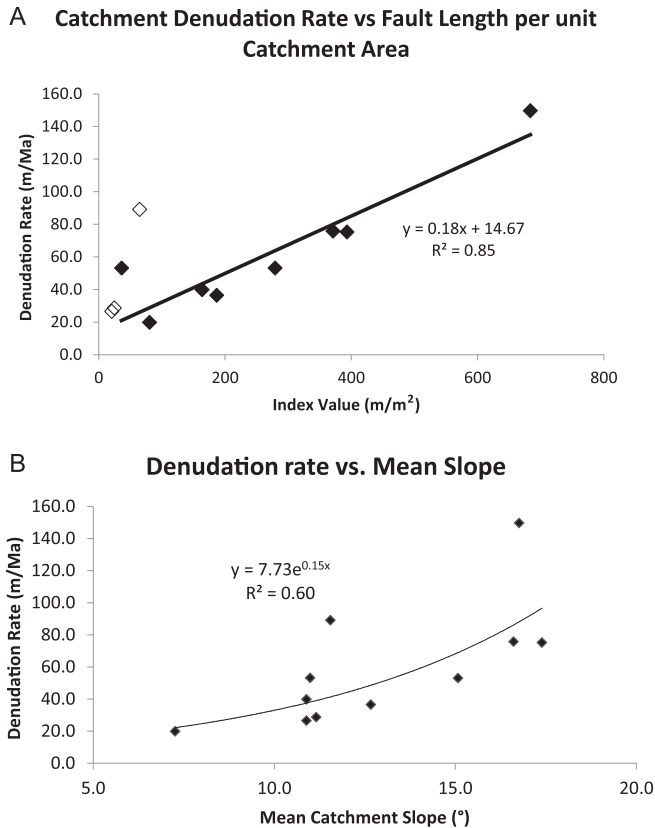 A
Catchment Denudation Rate vs Fault Length per unit
Catchment Area
160.0
140.0
120.0
100.0
80.0
60.0
40.0
20.0
0.0
Denudation Rate (m/Ma)
y = 0.18x + 14.67
R² = 0.85
0 200 400 600 800
Index Value (m/m²)
B
Denudation rate vs. Mean Slope
160.0
140.0
120.0
100.0
80.0
60.0
40.0
20.0
0.0
Denudation Rate (m/Ma)
y = 7.73e^0.15x
R² = 0.60
5.0 10.0 15.0 20.0
Mean Catchment Slope (°)